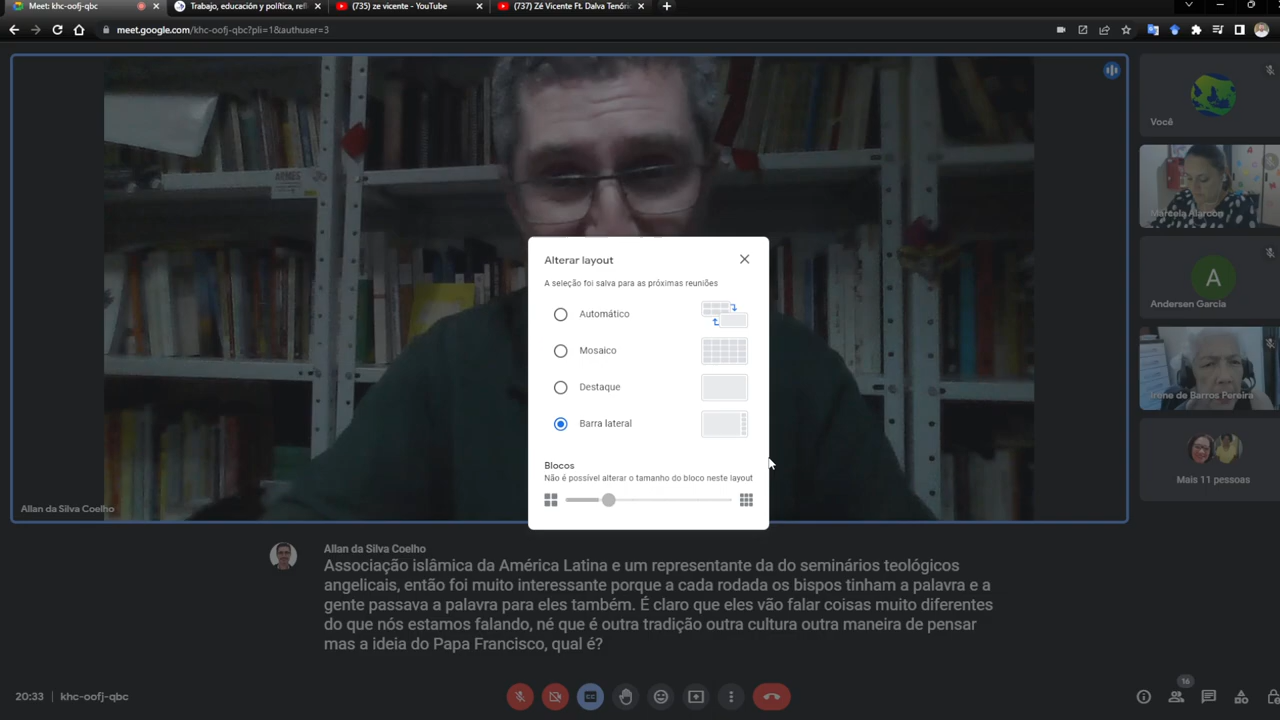 Meet: khc-oofj-qbc
Trabajo, educación y política, refl
(735) ze vicente - YouTube
(737) Zé Vicente Ft. Dalva Tenóri
meet.google.com/khc-oofj-qbc?pli=1&authuser=3
ARMÉS
Você
Marcela Alarcon
A
Andersen Garcia
Irene de Barros Pereira
Mais 11 pessoas
Alterar layout
A seleção foi salva para as próximas reuniões
Automático
Mosaico
Destaque
Barra lateral
Blocos
Não é possível alterar o tamanho do bloco neste layout
Allan da Silva Coelho
Allan da Silva Coelho
Associação islâmica da América Latina e um representante da do seminários teológicos
angelicais, então foi muito interessante porque a cada rodada os bispos tinham a palavra e a
gente passava a palavra para eles também. É claro que eles vão falar coisas muito diferentes
do que nós estamos falando, né que é outra tradição outra cultura outra maneira de pensar
mas a ideia do Papa Francisco, qual é?
20:33 | khc-oofj-qbc
CC
16